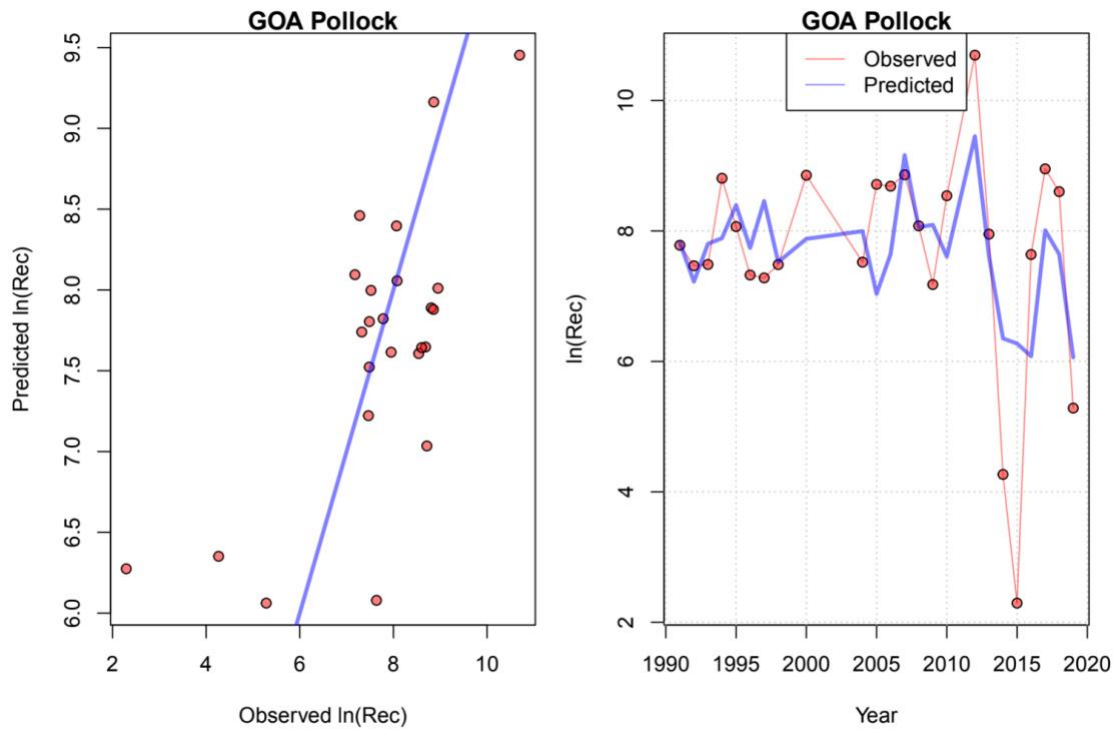 GOA Pollock
Predicted ln(Rec)
9.5
9.0
8.5
8.0
7.5
7.0
6.5
6.0
2 4 6 8 10
Observed ln(Rec)
GOA Pollock
Observed
Predicted
ln(Rec)
10
8
6
4
2
1990 1995 2000 2005 2010 2015 2020
Year